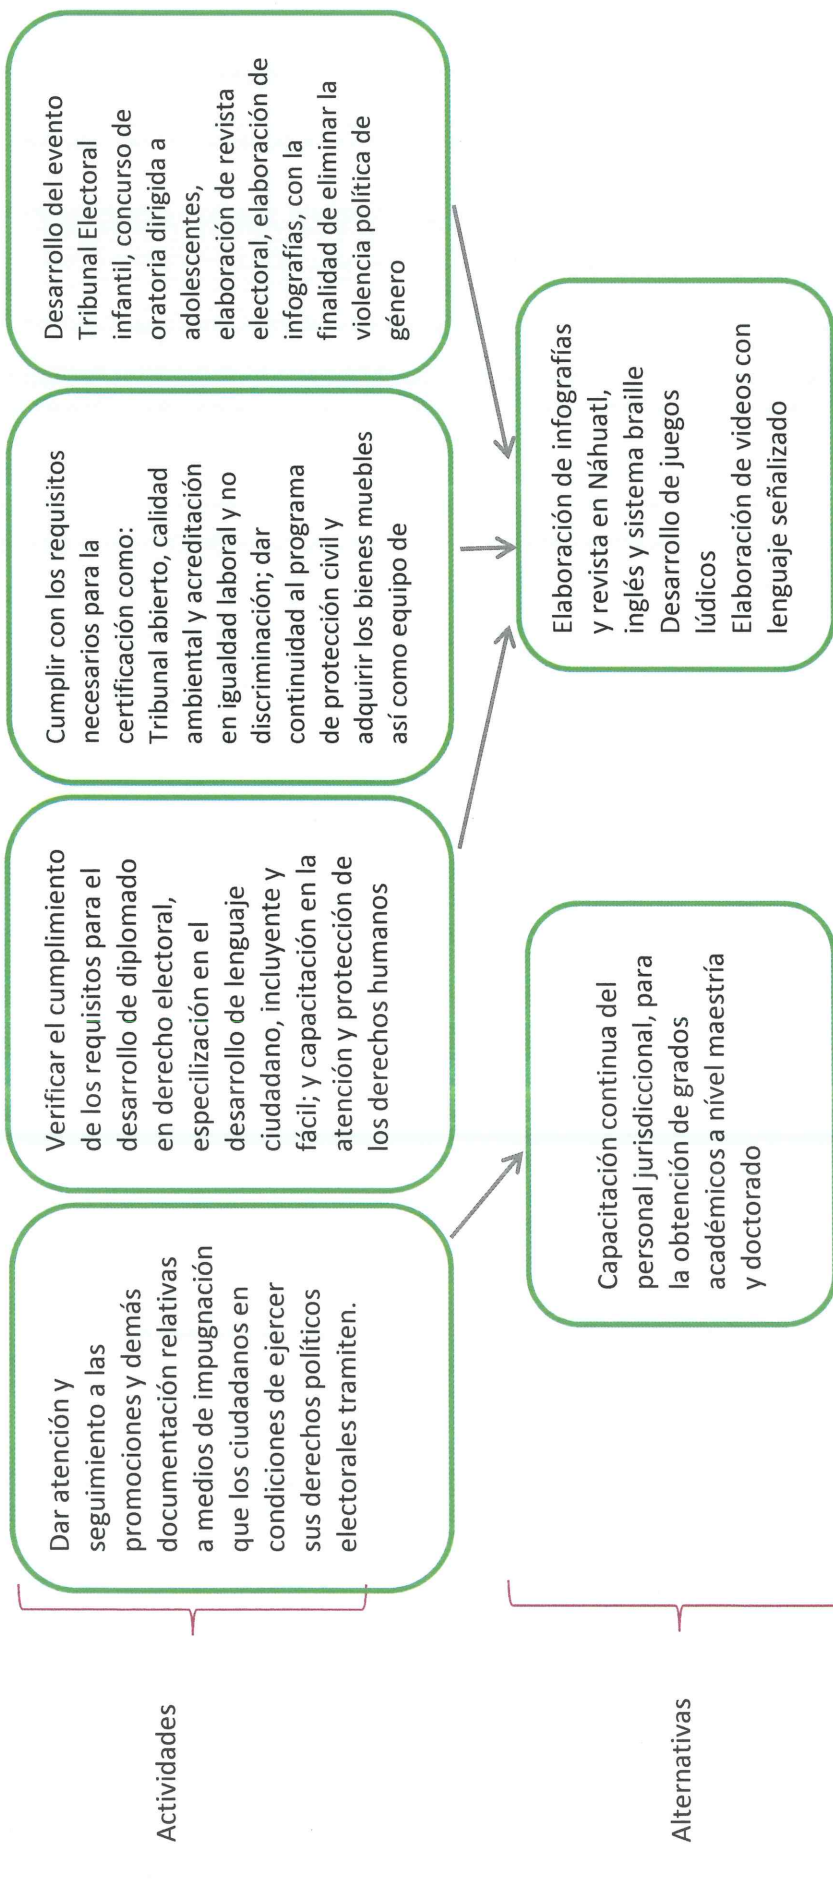 Actividades
Dar atención y
seguimiento a las
promociones y demás
documentación relativas
a medios de impugnación
que los ciudadanos en
condiciones de ejercer
sus derechos políticos
electorales tramiten.
Verificar el cumplimiento
de los requisitos para el
desarrollo de diplomado
en derecho electoral,
especilización en el
desarrollo de lenguaje
ciudadano, incluyente y
fácil; y capacitación en la
atención y protección de
los derechos humanos
Cumplir con los requisitos
necesarios para la
certificación como:
Tribunal abierto, calidad
ambiental y acreditación
en igualdad laboral y no
discriminación; dar
continuidad al programa
de protección civil y
adquirir los bienes muebles
así como equipo de
Desarrollo del evento
Tribunal Electoral
infantil, concurso de
oratoria dirigida a
adolescentes,
elaboración de revista
electoral, elaboración de
infografías, con la
finalidad de eliminar la
violencia política de
género
Alternativas
Capacitación continua del
personal jurisdiccional, para
la obtención de grados
académicos a nível maestría
y doctorado
Elaboración de infografías
y revista en Náhuatl,
inglés y sistema braille
Desarrollo de juegos
lúdicos
Elaboración de videos con
lenguaje señalizado